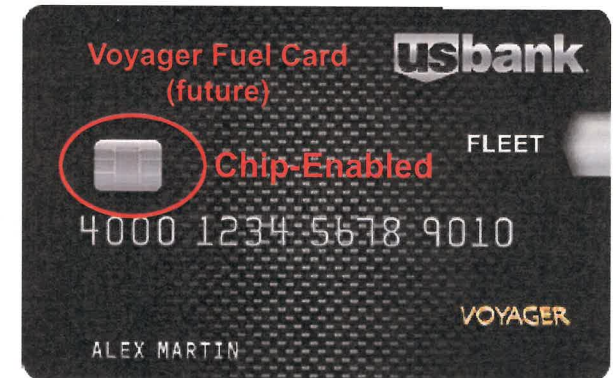 Voyager Fuel Card
(future)
usbank
FLEET
Chip-Enabled
4000 1234 5678 9010
VOYAGER
ALEX MARTIN